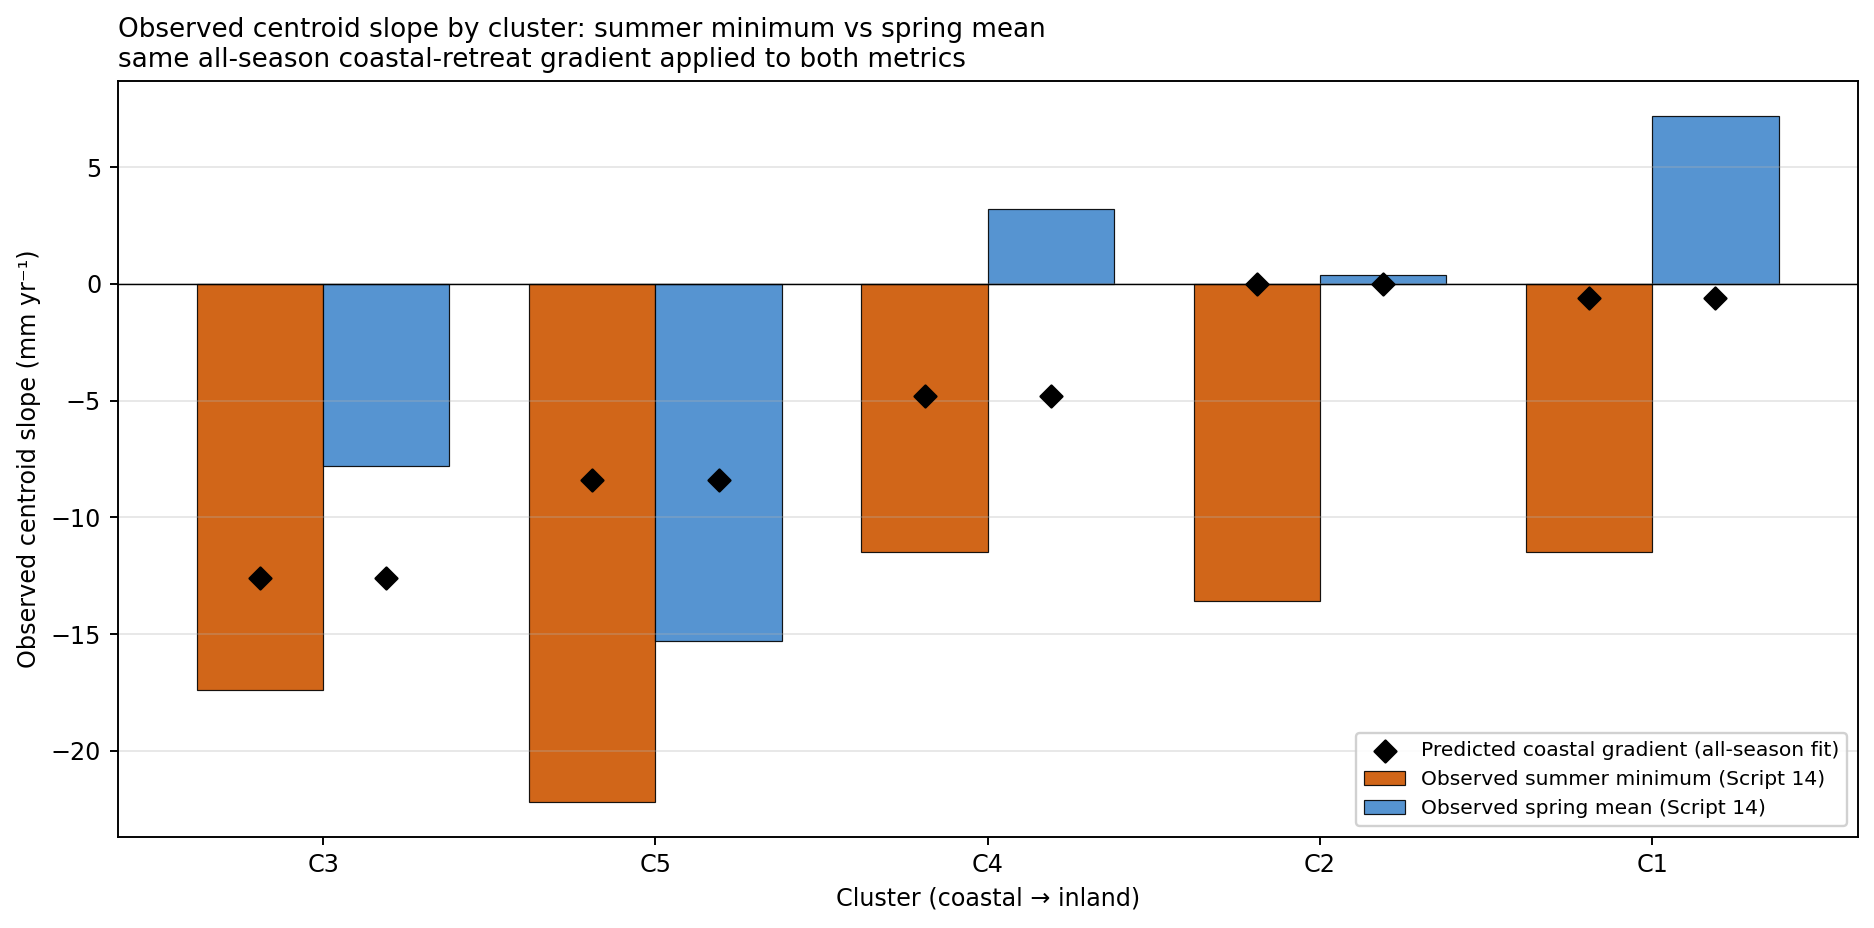 Observed centroid slope by cluster: summer minimum vs spring mean
same all-season coastal-retreat gradient applied to both metrics
Observed centroid slope (mm yr⁻¹)
5
0
−5
−10
−15
−20
Predicted coastal gradient (all-season fit)
Observed summer minimum (Script 14)
Observed spring mean (Script 14)
C3 C5 C4 C2 C1
Cluster (coastal → inland)